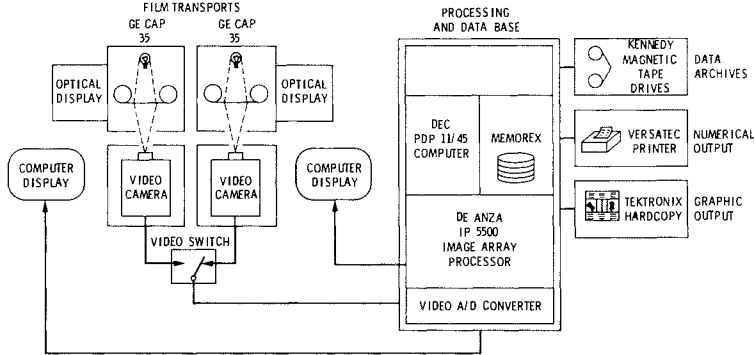 FILM TRANSPORTS
GE CAP
35
GE CAP
35
OPTICAL
DISPLAY
OPTICAL
DISPLAY
COMPUTER
DISPLAY
VIDEO
CAMERA
VIDEO
CAMERA
COMPUTER
DISPLAY
VIDEO SWITCH
PROCESSING
AND DATA BASE
DEC
PDP 11/45
COMPUTER
MEMOREX
DE ANZA
IP 5500
IMAGE ARRAY
PROCESSOR
VIDEO A/D CONVERTER
KENNEDY
MAGNETIC
TAPE
DRIVES
DATA
ARCHIVES
VERSATEC
PRINTER
NUMERICAL
OUTPUT
TEKTRONIX
HARDCOPY
GRAPHIC
OUTPUT